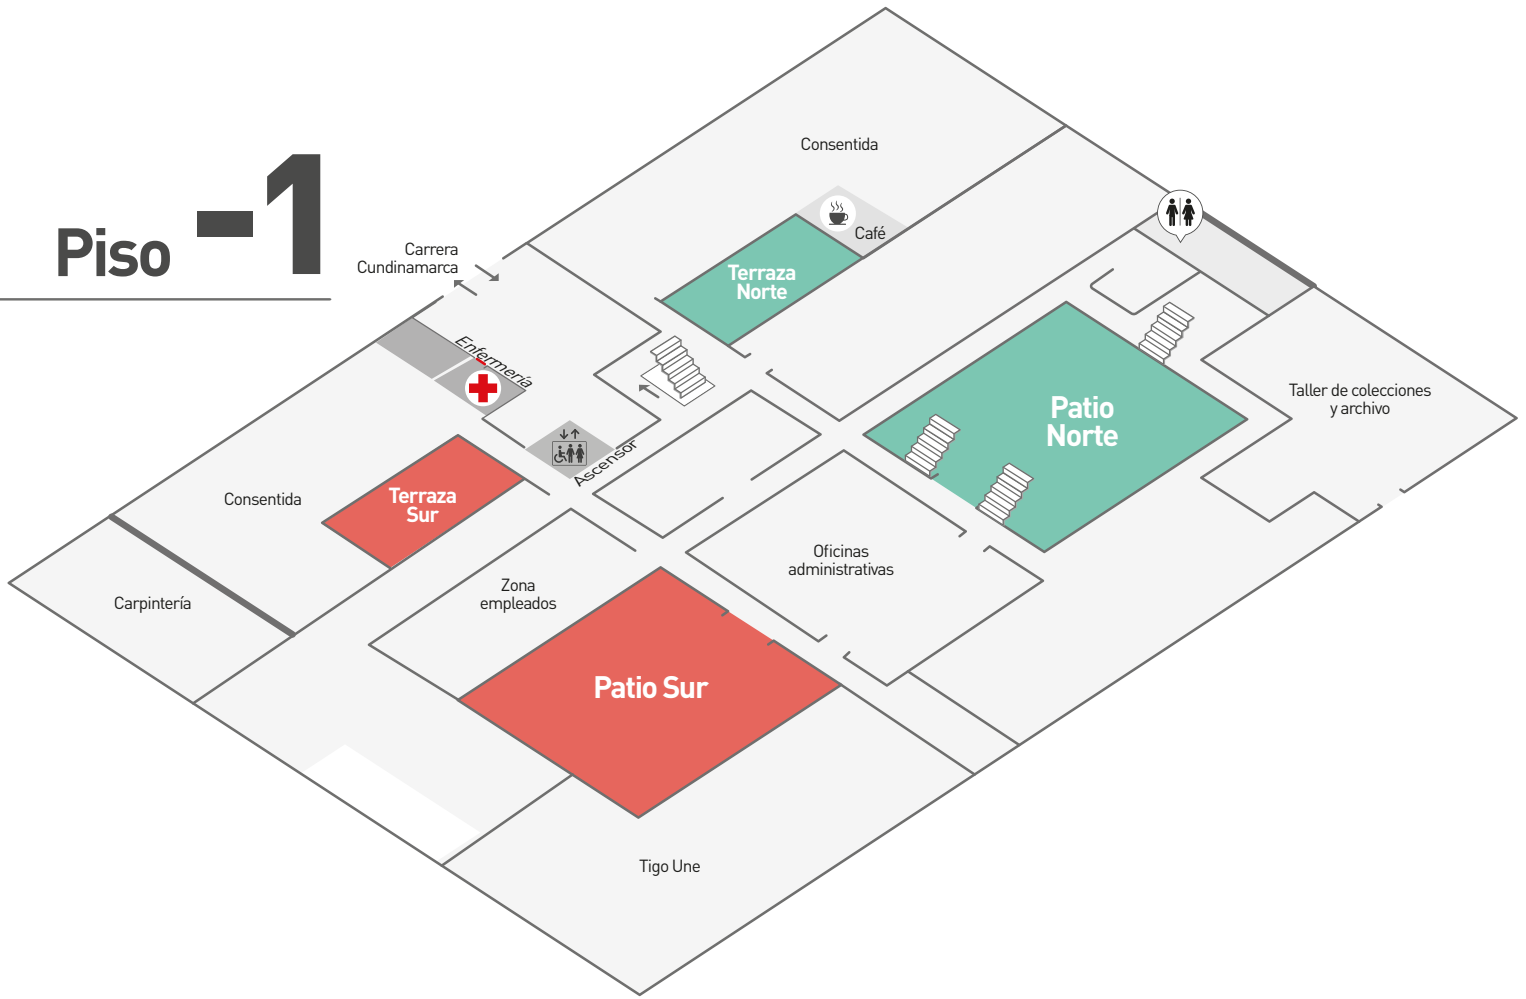 Piso -1
Consentida
Café
Carrera
Cundinamarca
Terraza
Norte
Enfermería
Patio
Norte
Taller de colecciones
y archivo
Ascensor
Consentida
Terraza
Sur
Oficinas
administrativas
Zona
empleados
Carpintería
Patio Sur
Tigo Une